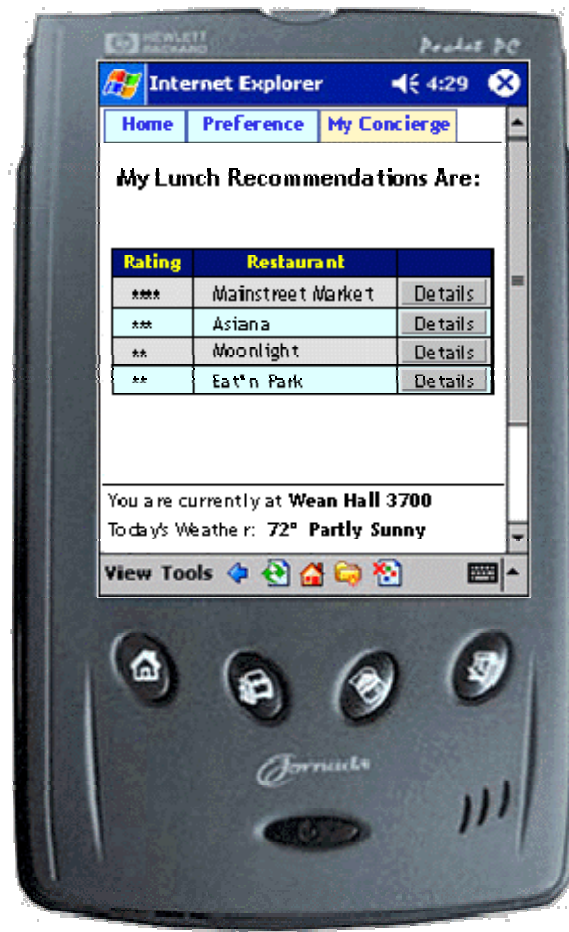 HEWLETT
PACKARD
Pocket PC
Internet Explorer 4:29
Home Preference My Concierge
My Lunch Recommendations Are:
Rating Restaurant
**** Mainstreet Market Details
*** Asiana Details
** Moonlight Details
** Eat'n Park Details
You are currently at Wean Hall 3700
Today's Weather: 72° Partly Sunny
View Tools
Jornada